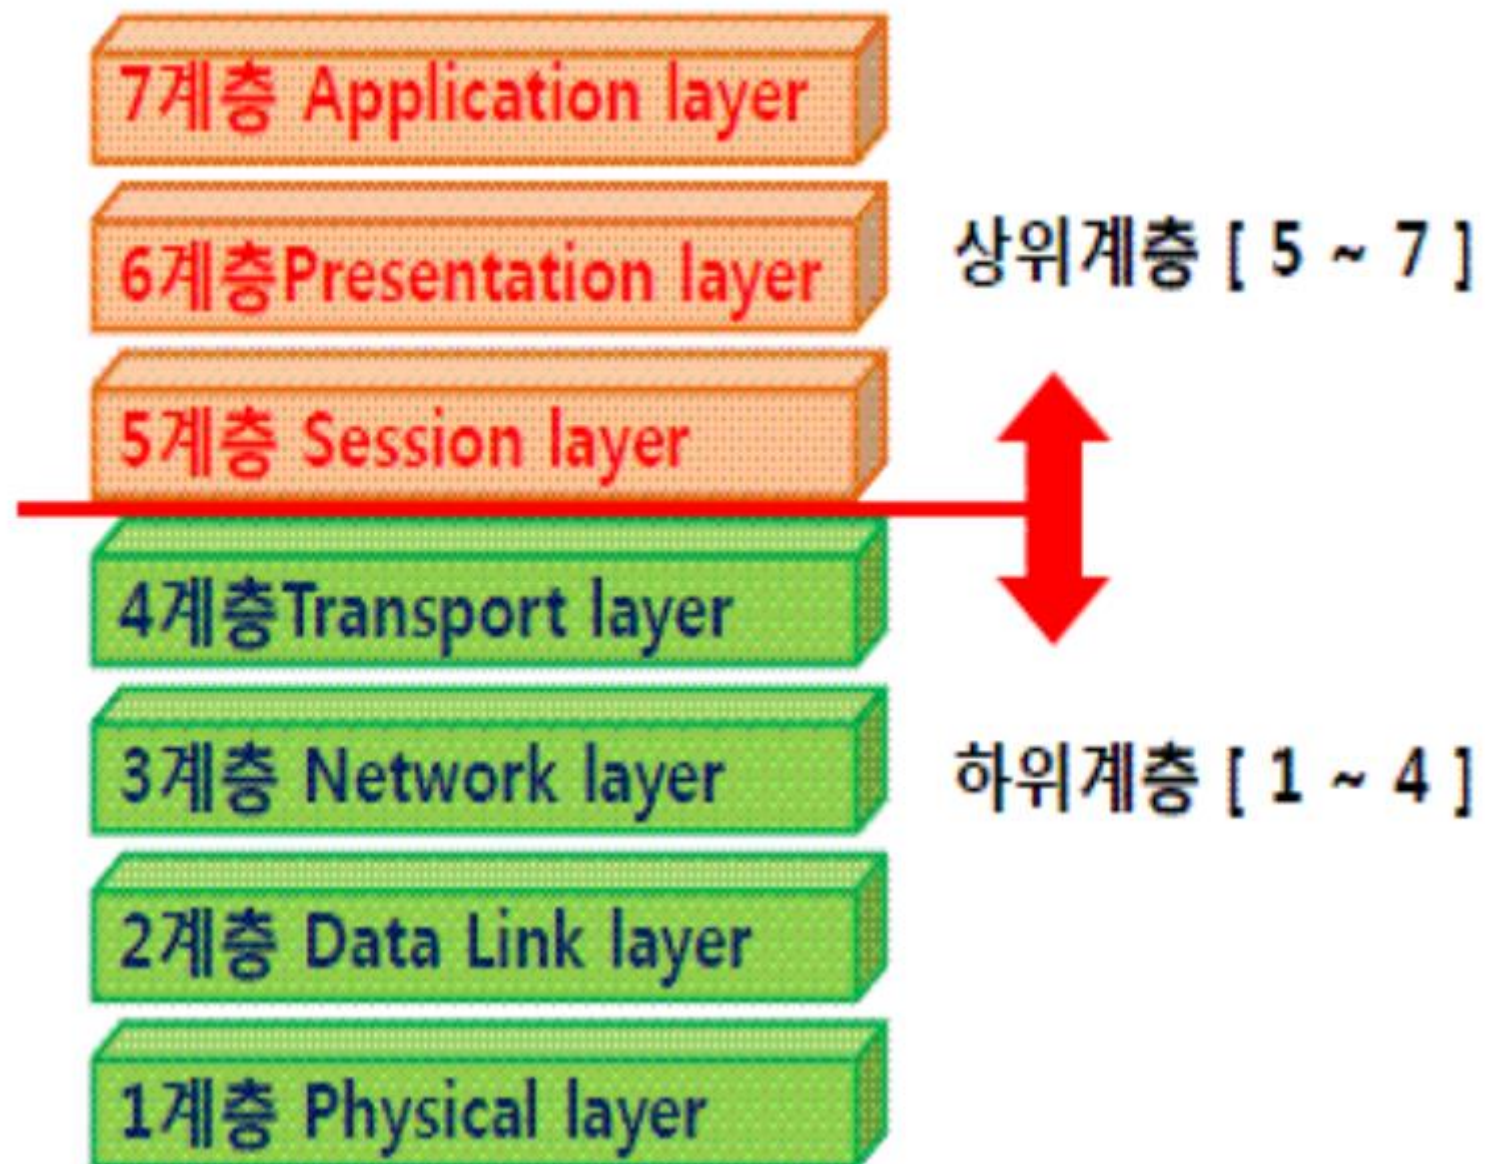 7계층 Application layer
6계층Presentation layer
상위계층 [ 5 ~ 7 ]
5계층 Session layer
4계층Transport layer
3계층 Network layer
하위계층 [ 1 ~ 4 ]
2계층 Data Link layer
1계층 Physical layer